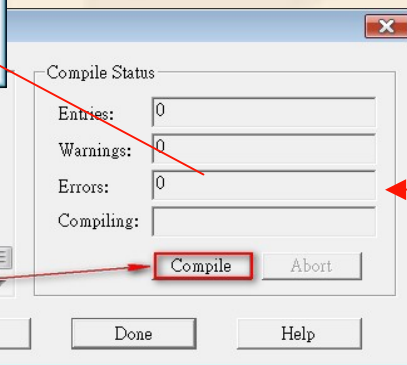 Compile Status
Entries: 0
Warnings: 0
Errors: 0
Compiling:
Compile Abort
Done Help